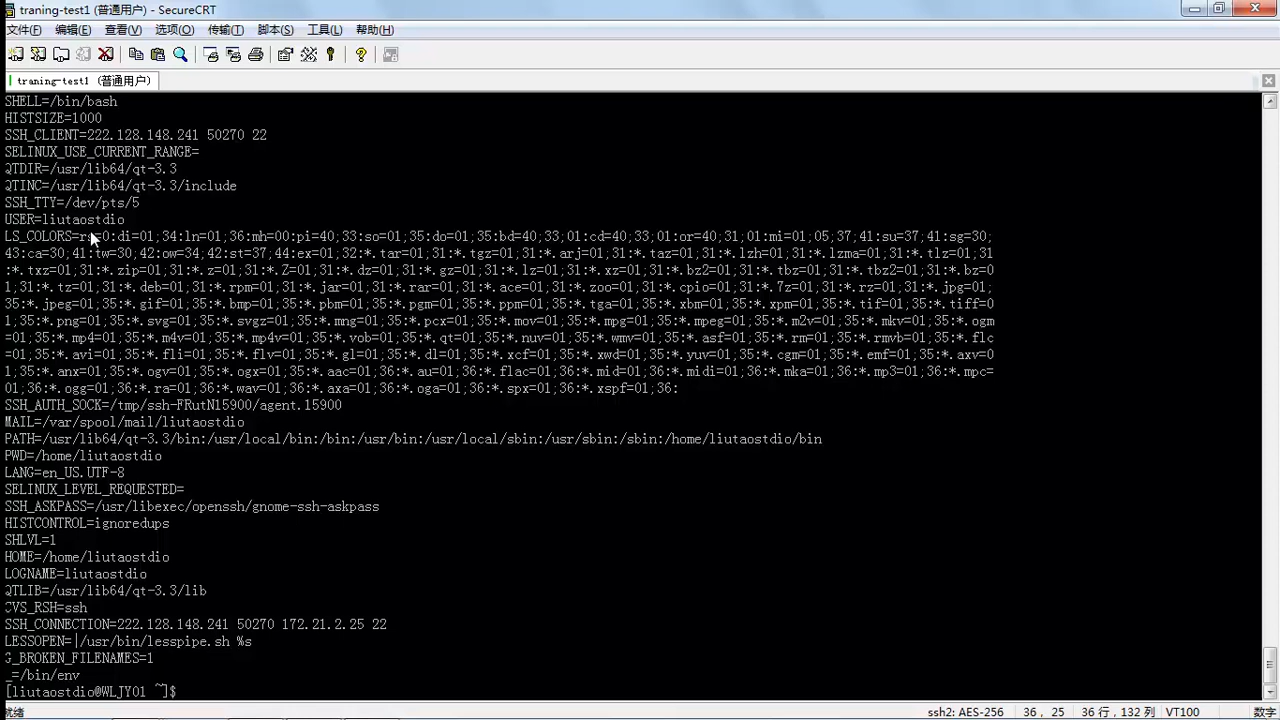 traning-test1 (普通用户) - SecureCRT
文件(F) 编辑(E) 查看(V) 选项(O) 传输(T) 脚本(S) 工具(L) 帮助(H)
traning-test1 (普通用户)
SHELL=/bin/bash
HISTSIZE=1000
SSH_CLIENT=222.128.148.241 50270 22
SELINUX_USE_CURRENT_RANGE=
QTDIR=/usr/lib64/qt-3.3
QTINC=/usr/lib64/qt-3.3/include
SSH_TTY=/dev/pts/5
USER=liutaostdio
LS_COLORS=rs=0:di=01;34:ln=01;36:mh=00:pi=40;33:so=01;35:do=01;35:bd=40;33;01:cd=40;33;01:or=40;31;01:mi=01;05;37;41:su=37;41:sg=30;
43:ca=30;41:tw=30;42:ow=34;42:st=37;44:ex=01;32:*.tar=01;31:*.tgz=01;31:*.arj=01;31:*.taz=01;31:*.lzh=01;31:*.lzma=01;31:*.tlz=01;31
:*.txz=01;31:*.zip=01;31:*.z=01;31:*.Z=01;31:*.dz=01;31:*.gz=01;31:*.lz=01;31:*.xz=01;31:*.bz2=01;31:*.tbz=01;31:*.tbz2=01;31:*.bz=0
1;31:*.tz=01;31:*.deb=01;31:*.rpm=01;31:*.jar=01;31:*.rar=01;31:*.ace=01;31:*.zoo=01;31:*.cpio=01;31:*.7z=01;31:*.rz=01;31:*.jpg=01;
35:*.jpeg=01;35:*.gif=01;35:*.bmp=01;35:*.pbm=01;35:*.pgm=01;35:*.ppm=01;35:*.tga=01;35:*.xbm=01;35:*.xpm=01;35:*.tif=01;35:*.tiff=0
1;35:*.png=01;35:*.svg=01;35:*.svgz=01;35:*.mng=01;35:*.pcx=01;35:*.mov=01;35:*.mpg=01;35:*.mpeg=01;35:*.m2v=01;35:*.mkv=01;35:*.ogm
=01;35:*.mp4=01;35:*.m4v=01;35:*.mp4v=01;35:*.vob=01;35:*.qt=01;35:*.nuv=01;35:*.wmv=01;35:*.asf=01;35:*.rm=01;35:*.rmvb=01;35:*.flc
=01;35:*.avi=01;35:*.fli=01;35:*.flv=01;35:*.gl=01;35:*.dl=01;35:*.xcf=01;35:*.xwd=01;35:*.yuv=01;35:*.cgm=01;35:*.emf=01;35:*.axv=0
1;35:*.anx=01;35:*.ogv=01;35:*.ogx=01;35:*.aac=01;36:*.au=01;36:*.flac=01;36:*.mid=01;36:*.midi=01;36:*.mka=01;36:*.mp3=01;36:*.mpc=
01;36:*.ogg=01;36:*.ra=01;36:*.wav=01;36:*.axa=01;36:*.oga=01;36:*.spx=01;36:*.xspf=01;36:
SSH_AUTH_SOCK=/tmp/ssh-FRutN15900/agent.15900
MAIL=/var/spool/mail/liutaostdio
PATH=/usr/lib64/qt-3.3/bin:/usr/local/bin:/bin:/usr/bin:/usr/local/sbin:/usr/sbin:/sbin:/home/liutaostdio/bin
PWD=/home/liutaostdio
LANG=en_US.UTF-8
SELINUX_LEVEL_REQUESTED=
SSH_ASKPASS=/usr/libexec/openssh/gnome-ssh-askpass
HISTCONTROL=ignoredups
SHLVL=1
HOME=/home/liutaostdio
LOGNAME=liutaostdio
QTLIB=/usr/lib64/qt-3.3/lib
CVS_RSH=ssh
SSH_CONNECTION=222.128.148.241 50270 172.21.2.25 22
LESSOPEN=|/usr/bin/lesspipe.sh %s
G_BROKEN_FILENAMES=1
_=/bin/env
[liutaostdio@WLJY01 ~]$
就绪 ssh2: AES-256 36, 25 36 行, 132 列 VT100 数字